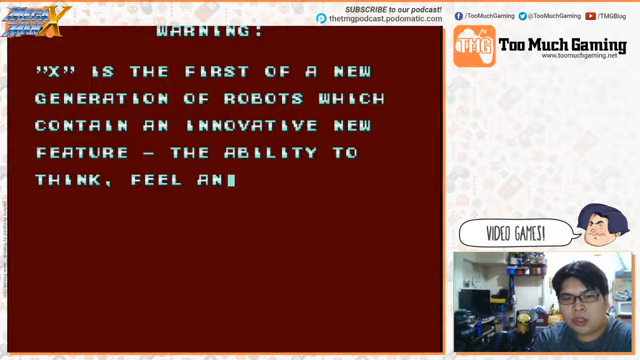 MEGA MAN X
SUBSCRIBE to our podcast!
thetmgpodcast.podomatic.com
/TooMuchGaming
@TooMuchGaming
/TMGBlog
TMG
Too Much Gaming
www.toomuchgaming.net
WARNING:
"X" IS THE FIRST OF A NEW
GENERATION OF ROBOTS WHICH
CONTAIN AN INNOVATIVE NEW
FEATURE - THE ABILITY TO
THINK, FEEL AN
VIDEO GAMES!